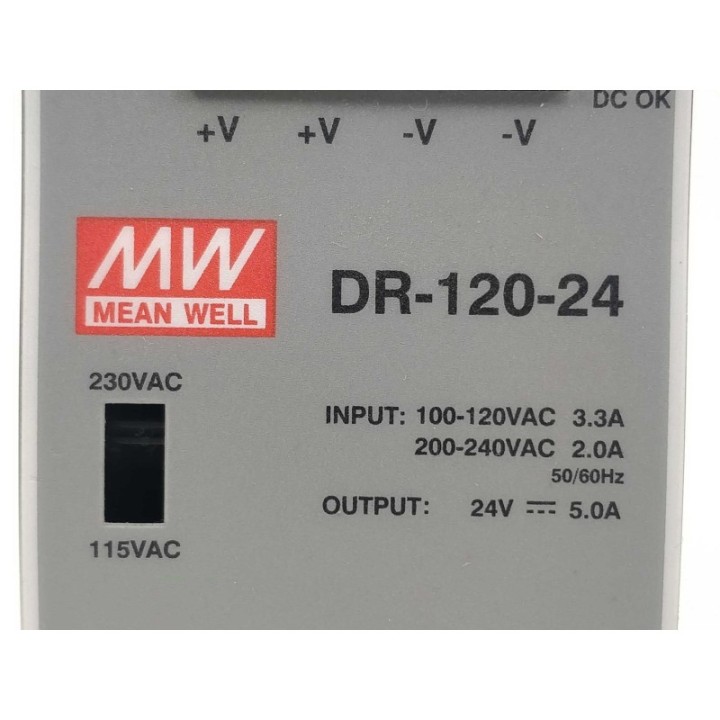 DC OK
+V +V -V -V
MW
MEAN WELL
DR-120-24
230VAC
115VAC
INPUT: 100-120VAC 3.3A
200-240VAC 2.0A
50/60Hz
OUTPUT: 24V ⎓ 5.0A